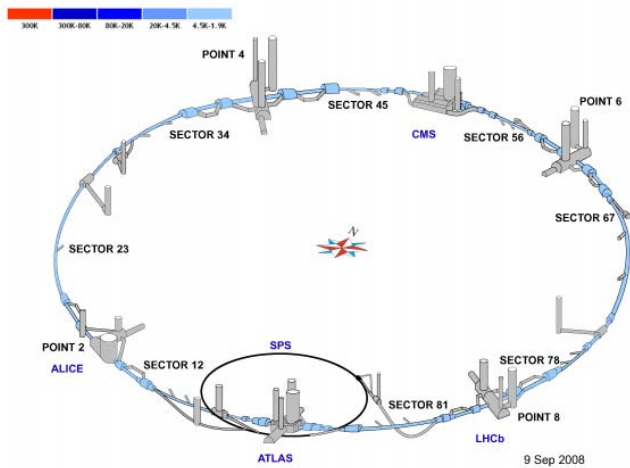 300K 300K-80K 80K-20K 20K-4.5K 4.5K-1.9K
POINT 4
SECTOR 45
POINT 6
SECTOR 34
CMS
SECTOR 56
N
SECTOR 67
SECTOR 23
POINT 2
ALICE
SPS
SECTOR 12
SECTOR 78
SECTOR 81
POINT 8
LHCb
ATLAS
9 Sep 2008